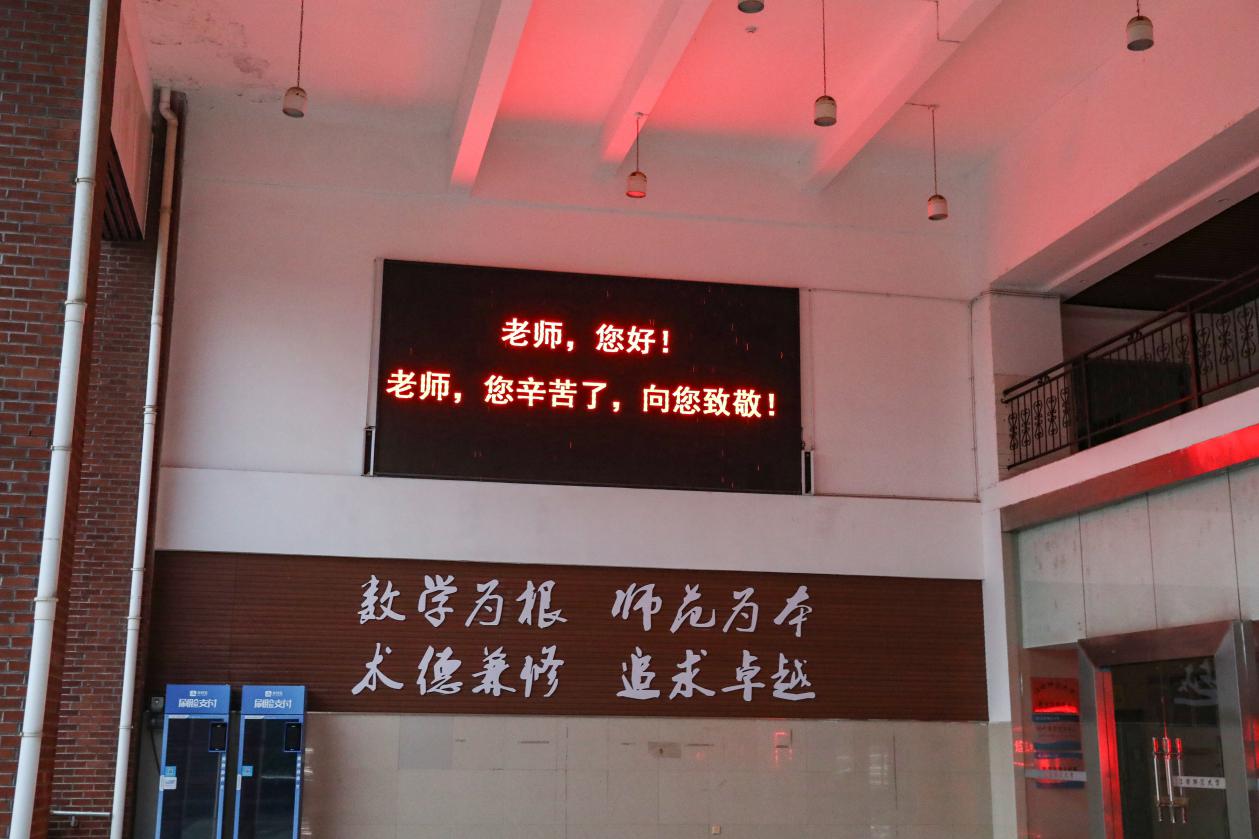 老师，您好！
老师，您辛苦了，向您致敬！
数学为根 师范为本
术德兼修 追求卓越
刷脸支付
刷脸支付